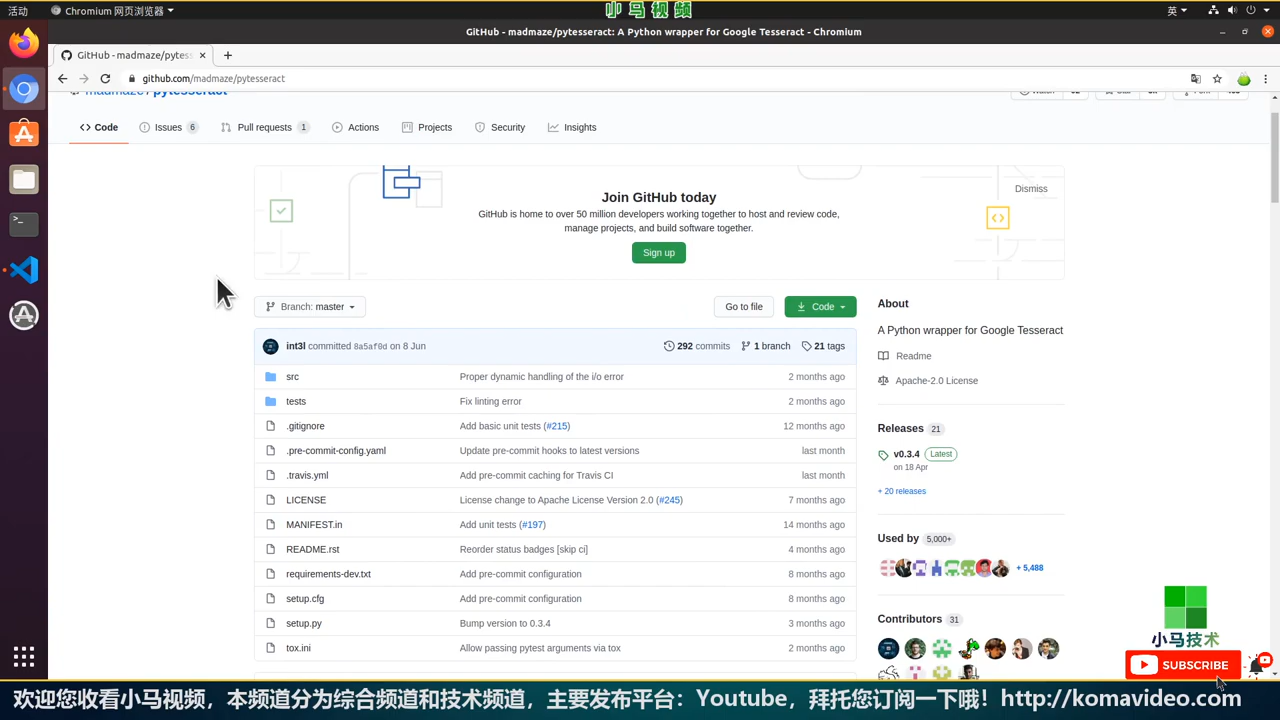 活动
Chromium 网页浏览器
小马视频
英
GitHub - madmaze/pytesseract: A Python wrapper for Google Tesseract - Chromium
GitHub - madmaze/pytess
github.com/madmaze/pytesseract
madmaze / pytesseract
Code
Issues 6
Pull requests 1
Actions
Projects
Security
Insights
Join GitHub today
Dismiss
GitHub is home to over 50 million developers working together to host and review code,
manage projects, and build software together.
Sign up
Branch: master
Go to file
Code
int3l committed 8a5af0d on 8 Jun
292 commits
1 branch
21 tags
src Proper dynamic handling of the i/o error 2 months ago
tests Fix linting error 2 months ago
.gitignore Add basic unit tests (#215) 12 months ago
.pre-commit-config.yaml Update pre-commit hooks to latest versions last month
.travis.yml Add pre-commit caching for Travis CI last month
LICENSE License change to Apache License Version 2.0 (#245) 7 months ago
MANIFEST.in Add unit tests (#197) 14 months ago
README.rst Reorder status badges [skip ci] 4 months ago
requirements-dev.txt Add pre-commit configuration 8 months ago
setup.cfg Add pre-commit configuration 8 months ago
setup.py Bump version to 0.3.4 3 months ago
tox.ini Allow passing pytest arguments via tox 2 months ago
About
A Python wrapper for Google Tesseract
Readme
Apache-2.0 License
Releases 21
v0.3.4 Latest
on 18 Apr
+ 20 releases
Used by 5,000+
+ 5,488
Contributors 31
小马技术
SUBSCRIBE
欢迎您收看小马视频，本频道分为综合频道和技术频道，主要发布平台：Youtube，拜托您订阅一下哦！http://komavideo.com